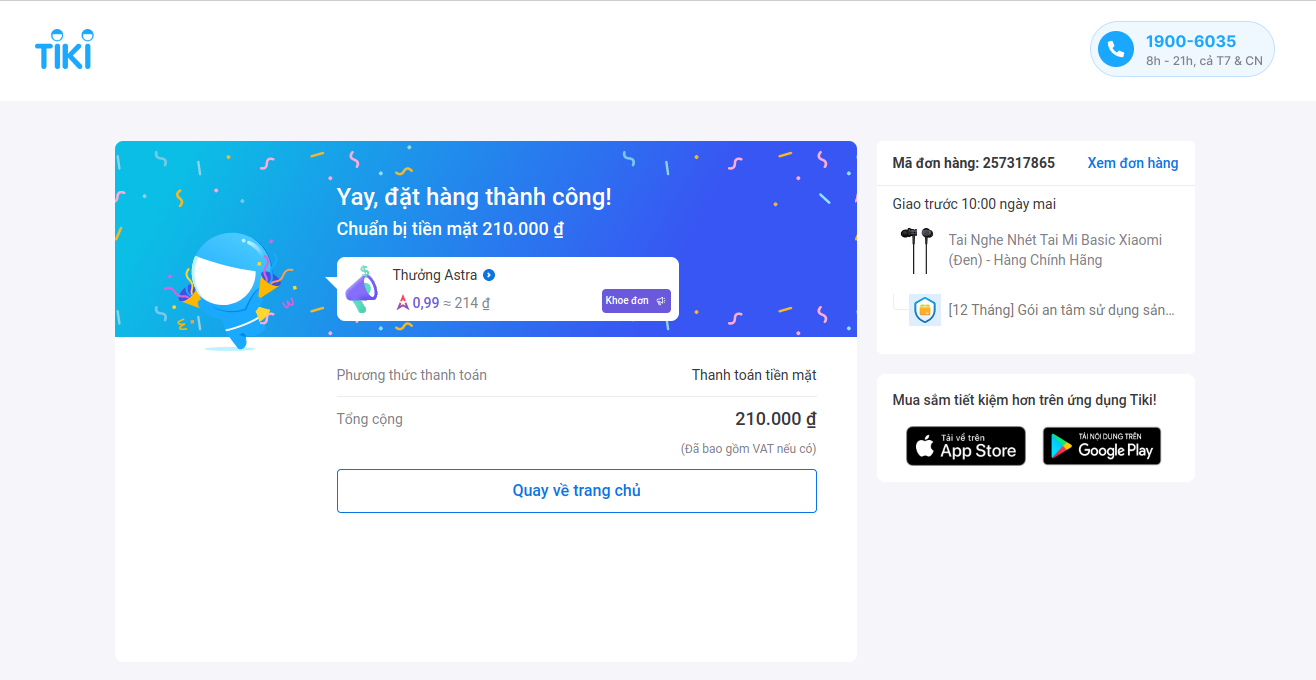 TIKI
1900-6035
8h - 21h, cả T7 & CN
Yay, đặt hàng thành công!
Chuẩn bị tiền mặt 210.000 ₫
Thưởng Astra
0,99 ≈ 214 ₫
Khoe đơn
Phương thức thanh toán
Thanh toán tiền mặt
Tổng cộng
210.000 ₫
(Đã bao gồm VAT nếu có)
Quay về trang chủ
Mã đơn hàng: 257317865
Xem đơn hàng
Giao trước 10:00 ngày mai
Tai Nghe Nhét Tai Mi Basic Xiaomi
(Đen) - Hàng Chính Hãng
[12 Tháng] Gói an tâm sử dụng sản...
Mua sắm tiết kiệm hơn trên ứng dụng Tiki!
Tải về trên
App Store
TẢI NỘI DUNG TRÊN
Google Play